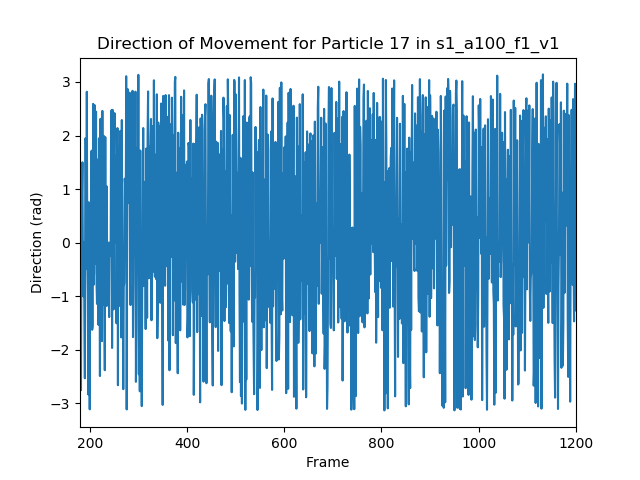 Direction of Movement for Particle 17 in s1_a100_f1_v1
3
2
1
0
−1
−2
−3
Direction (rad)
200 400 600 800 1000 1200
Frame